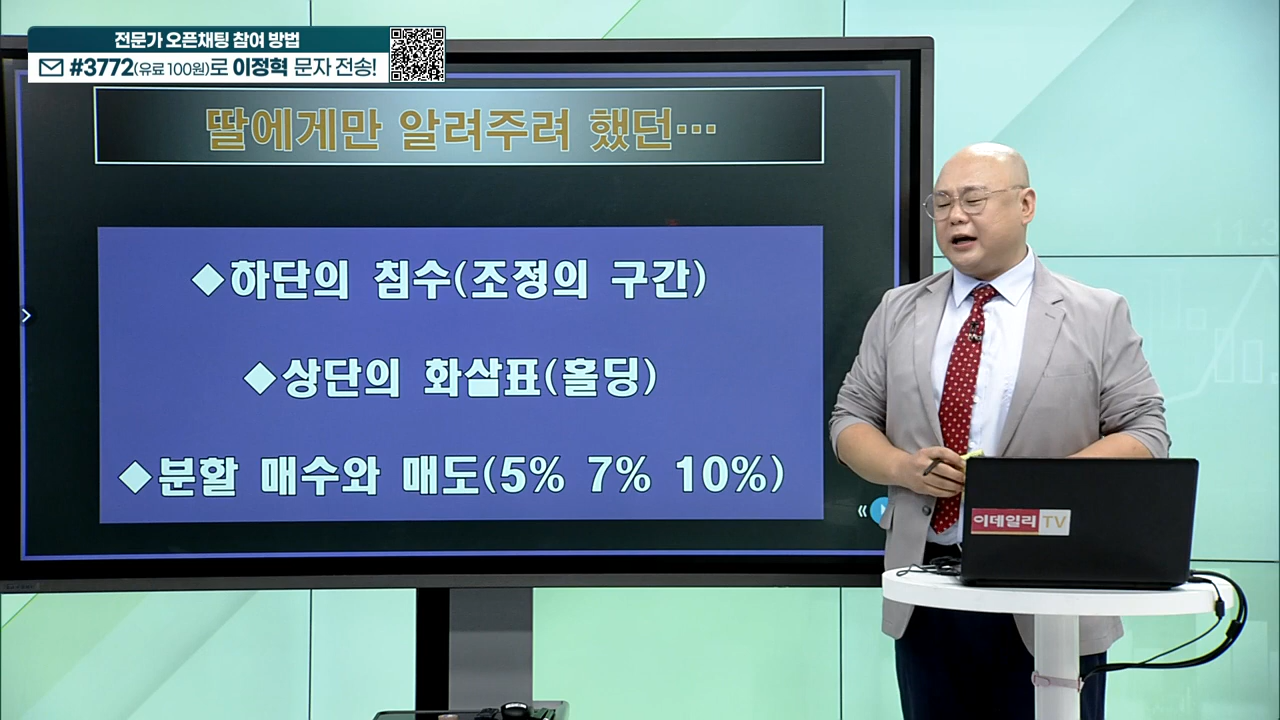 전문가 오픈채팅 참여 방법
#3772(유료 100원)로 이정혁 문자 전송!
딸에게만 알려주려 했던…
◆하단의 침수(조정의 구간)
◆상단의 화살표(홀딩)
◆분할 매수와 매도(5% 7% 10%)
이데일리 TV